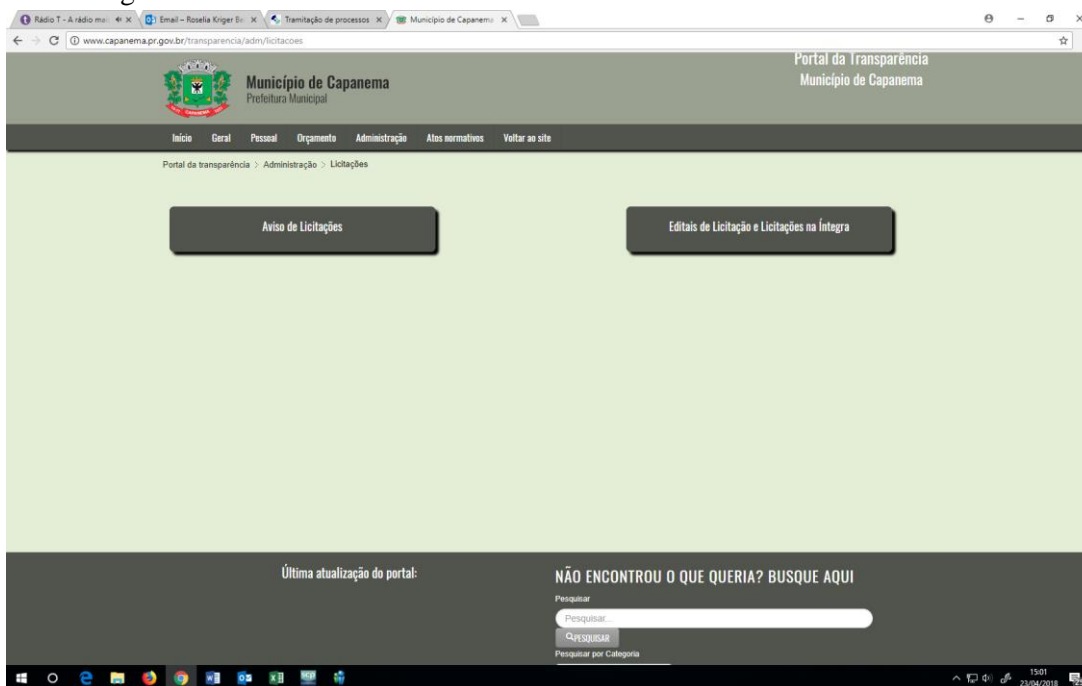 Rádio T - A rádio mai
Email – Roselia Kriger Be
Tramitação de processos
Município de Capanema
www.capanema.pr.gov.br/transparencia/adm/licitacoes
Município de Capanema
Prefeitura Municipal
Portal da Transparência
Município de Capanema
Início Geral Pessoal Orçamento Administração Atos normativos Voltar ao site
Portal da transparência > Administração > Licitações
Aviso de Licitações
Editais de Licitação e Licitações na Íntegra
Última atualização do portal:
NÃO ENCONTROU O QUE QUERIA? BUSQUE AQUI
Pesquisar
Pesquisar...
PESQUISAR
Pesquisar por Categoria
15:01
23/04/2018